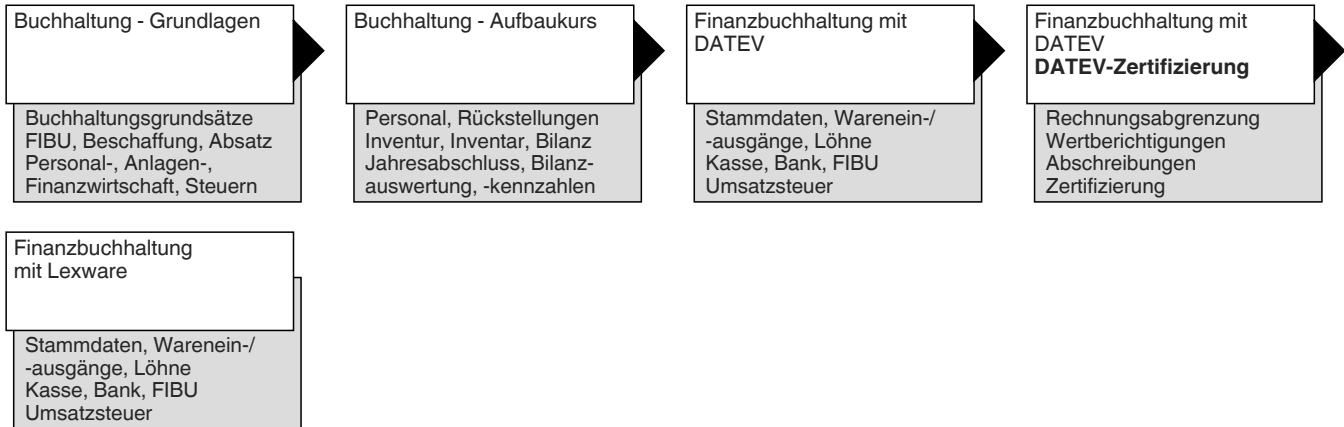 Buchhaltung - Grundlagen
Buchhaltungsgrundsätze
FIBU, Beschaffung, Absatz
Personal-, Anlagen-,
Finanzwirtschaft, Steuern
Buchhaltung - Aufbaukurs
Personal, Rückstellungen
Inventur, Inventar, Bilanz
Jahresabschluss, Bilanz-
auswertung, -kennzahlen
Finanzbuchhaltung mit
DATEV
Stammdaten, Warenein-/
-ausgänge, Löhne
Kasse, Bank, FIBU
Umsatzsteuer
Finanzbuchhaltung mit
DATEV
DATEV-Zertifizierung
Rechnungsabgrenzung
Wertberichtigungen
Abschreibungen
Zertifizierung
Finanzbuchhaltung
mit Lexware
Stammdaten, Warenein-/
-ausgänge, Löhne
Kasse, Bank, FIBU
Umsatzsteuer